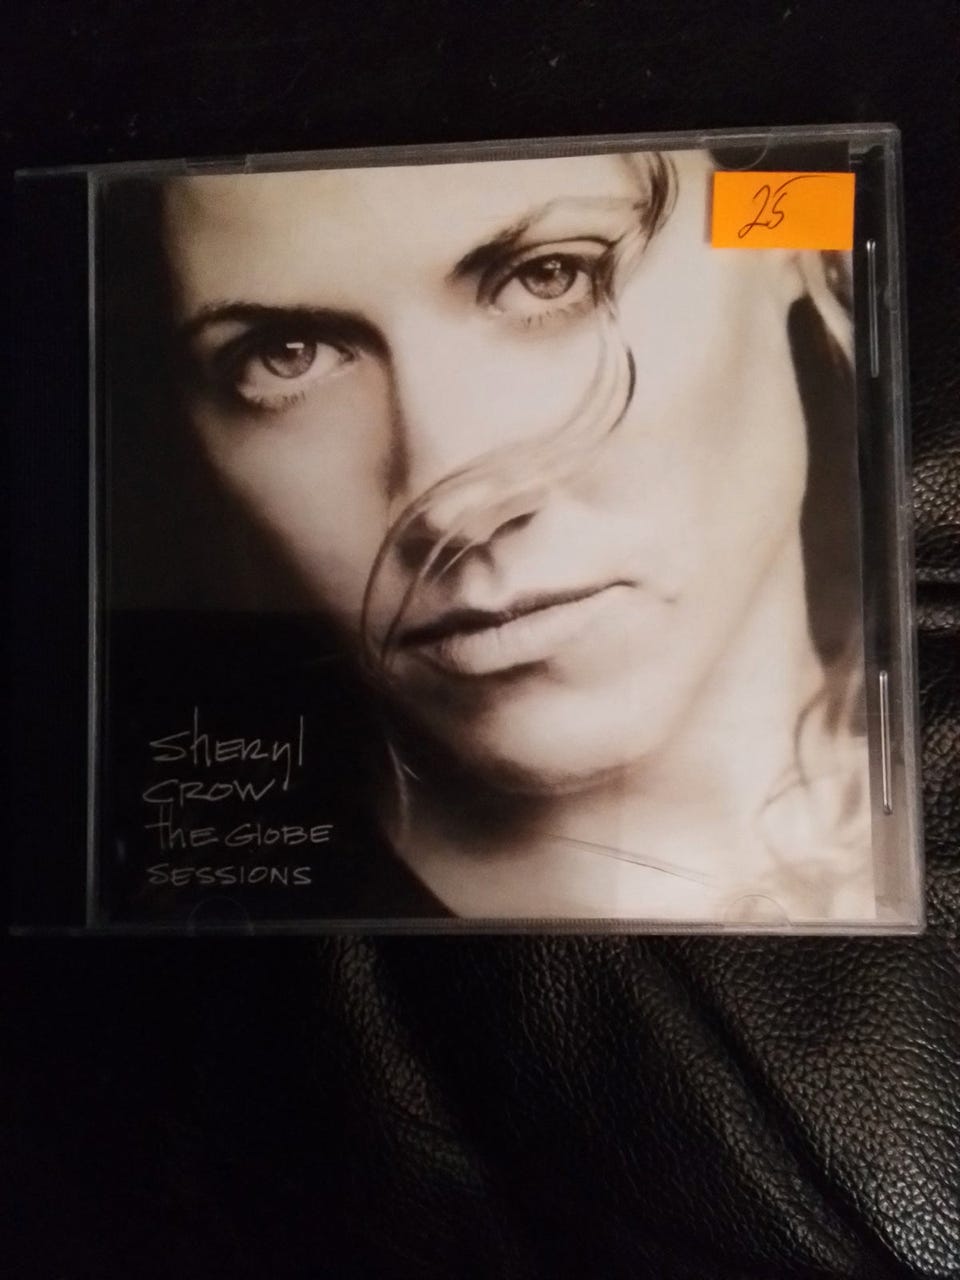 25
Sheryl
Crow
The Globe
Sessions